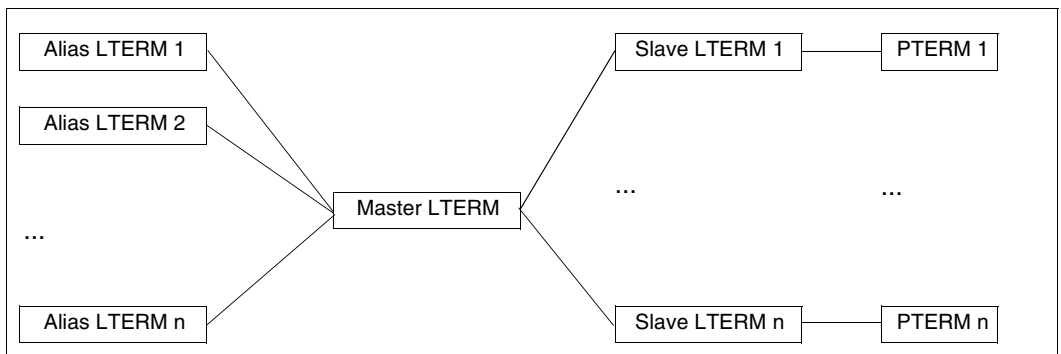 Alias LTERM 1
Slave LTERM 1
PTERM 1
Alias LTERM 2
...
...
Master LTERM
...
Alias LTERM n
Slave LTERM n
PTERM n